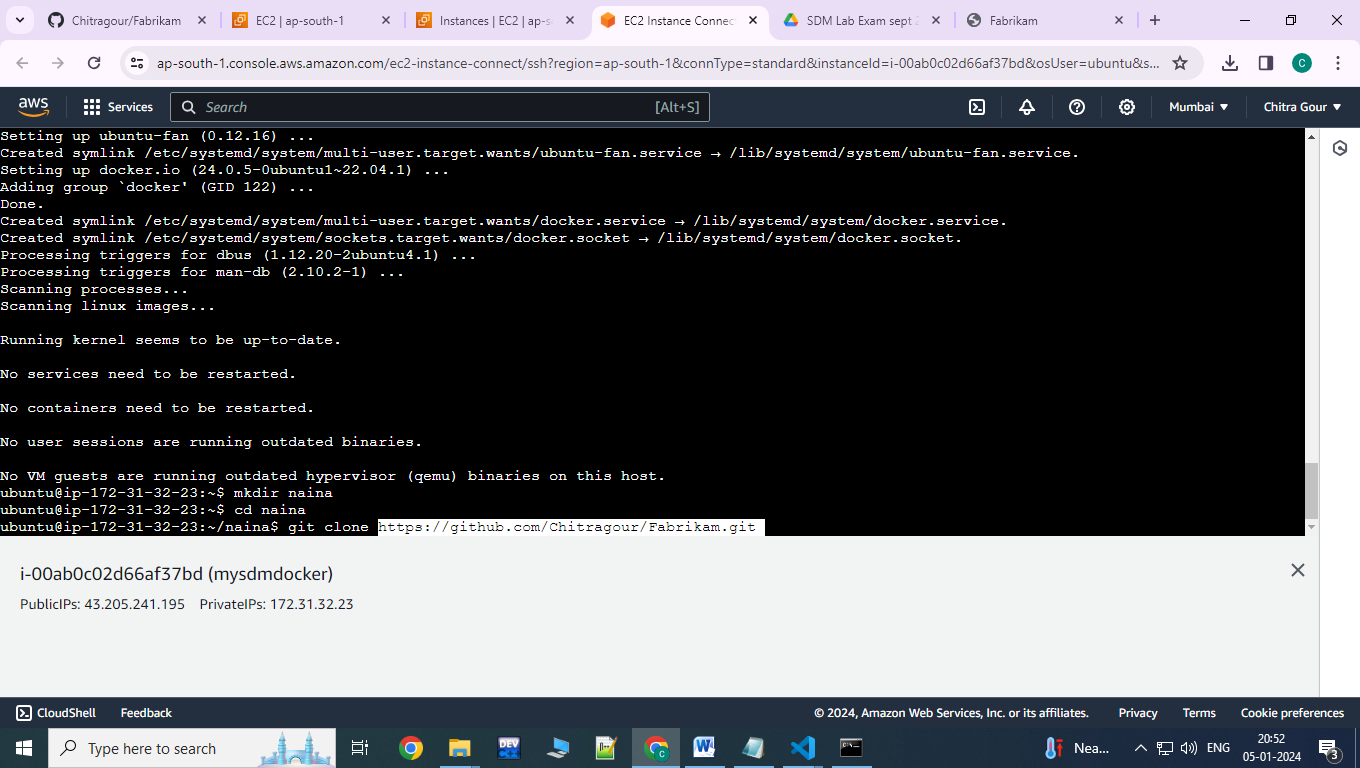 Chitragour/Fabrikam
EC2 | ap-south-1
Instances | EC2 | ap-s
EC2 Instance Connect
SDM Lab Exam sept 2
Fabrikam
ap-south-1.console.aws.amazon.com/ec2-instance-connect/ssh?region=ap-south-1&connType=standard&instanceId=i-00ab0c02d66af37bd&osUser=ubuntu&s...
C
aws
Services
Search
[Alt+S]
Mumbai
Chitra Gour
Setting up ubuntu-fan (0.12.16) ...
Created symlink /etc/systemd/system/multi-user.target.wants/ubuntu-fan.service → /lib/systemd/system/ubuntu-fan.service.
Setting up docker.io (24.0.5-0ubuntu1~22.04.1) ...
Adding group `docker' (GID 122) ...
Done.
Created symlink /etc/systemd/system/multi-user.target.wants/docker.service → /lib/systemd/system/docker.service.
Created symlink /etc/systemd/system/sockets.target.wants/docker.socket → /lib/systemd/system/docker.socket.
Processing triggers for dbus (1.12.20-2ubuntu4.1) ...
Processing triggers for man-db (2.10.2-1) ...
Scanning processes...
Scanning linux images...
Running kernel seems to be up-to-date.
No services need to be restarted.
No containers need to be restarted.
No user sessions are running outdated binaries.
No VM guests are running outdated hypervisor (qemu) binaries on this host.
ubuntu@ip-172-31-32-23:~$ mkdir naina
ubuntu@ip-172-31-32-23:~$ cd naina
ubuntu@ip-172-31-32-23:~/naina$ git clone https://github.com/Chitragour/Fabrikam.git
i-00ab0c02d66af37bd (mysdmdocker)
PublicIPs: 43.205.241.195 PrivateIPs: 172.31.32.23
CloudShell
Feedback
© 2024, Amazon Web Services, Inc. or its affiliates.
Privacy
Terms
Cookie preferences
Type here to search
DEV
Nea...
ENG
20:52
05-01-2024
3